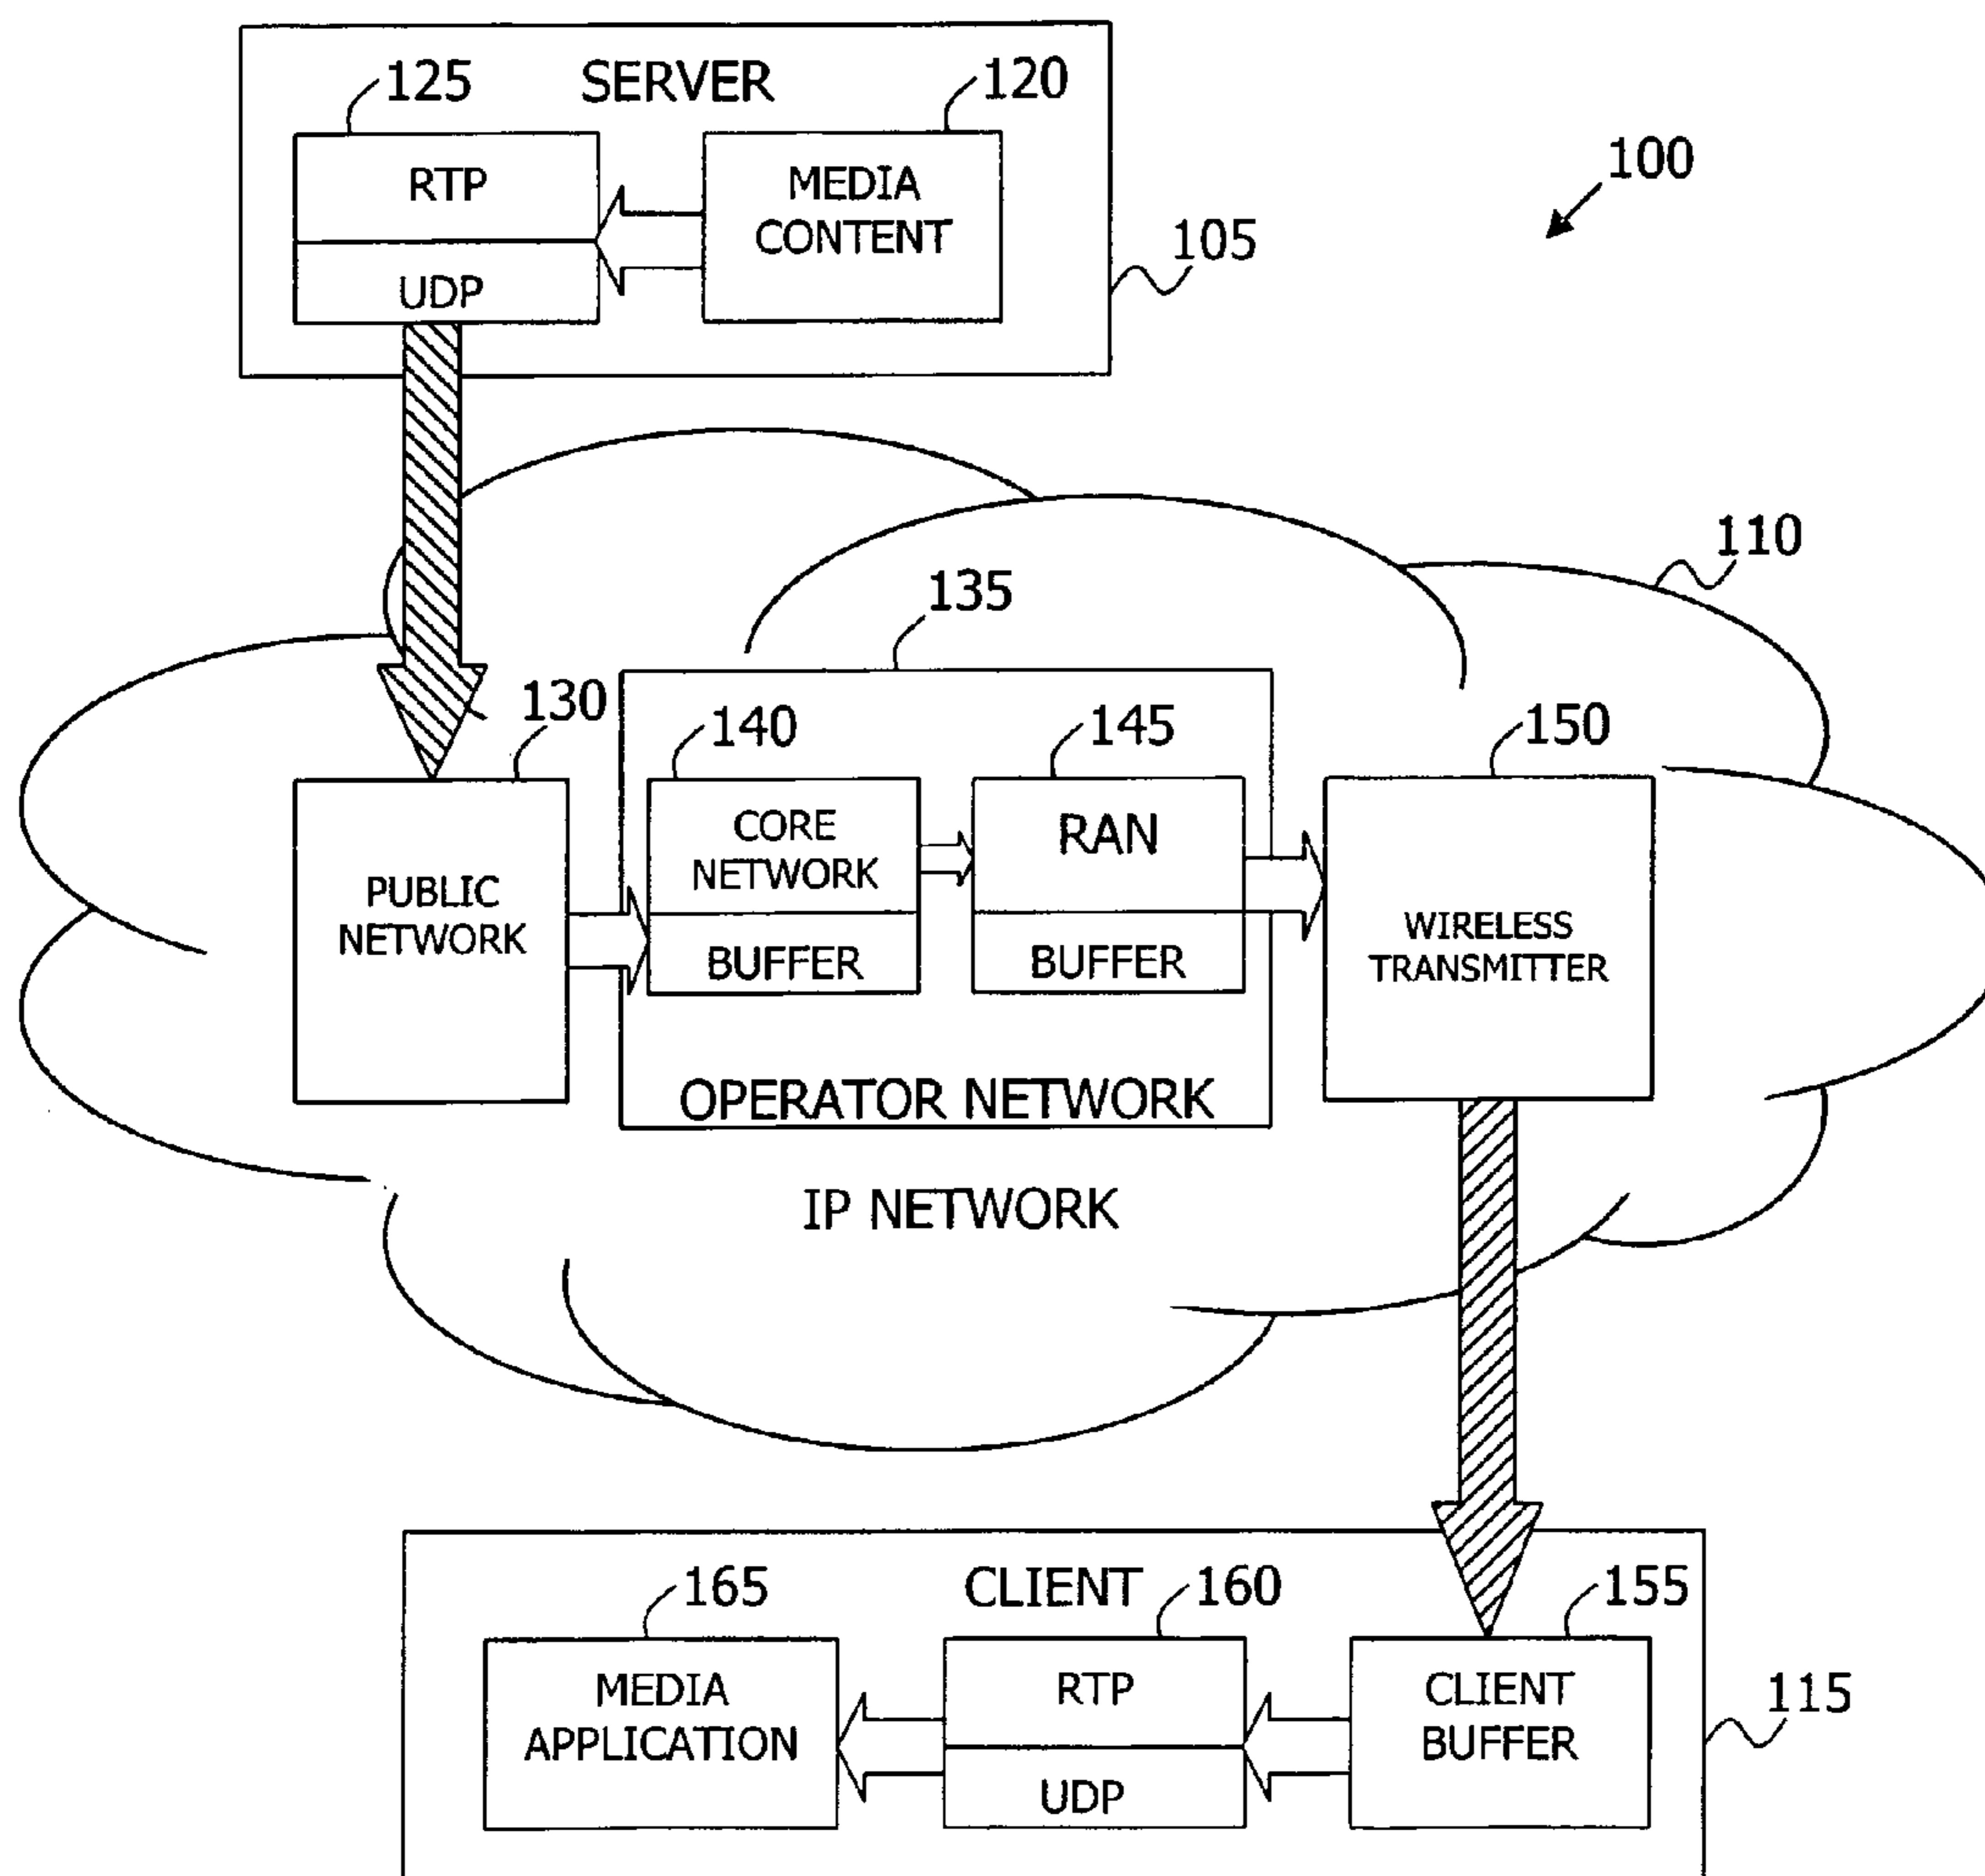 125
SERVER
120
RTP
UDP
MEDIA
CONTENT
100
105
110
135
130
140
145
150
PUBLIC
NETWORK
CORE
NETWORK
BUFFER
RAN
BUFFER
WIRELESS
TRANSMITTER
OPERATOR NETWORK
IP NETWORK
165
CLIENT
160
155
MEDIA
APPLICATION
RTP
UDP
CLIENT
BUFFER
115